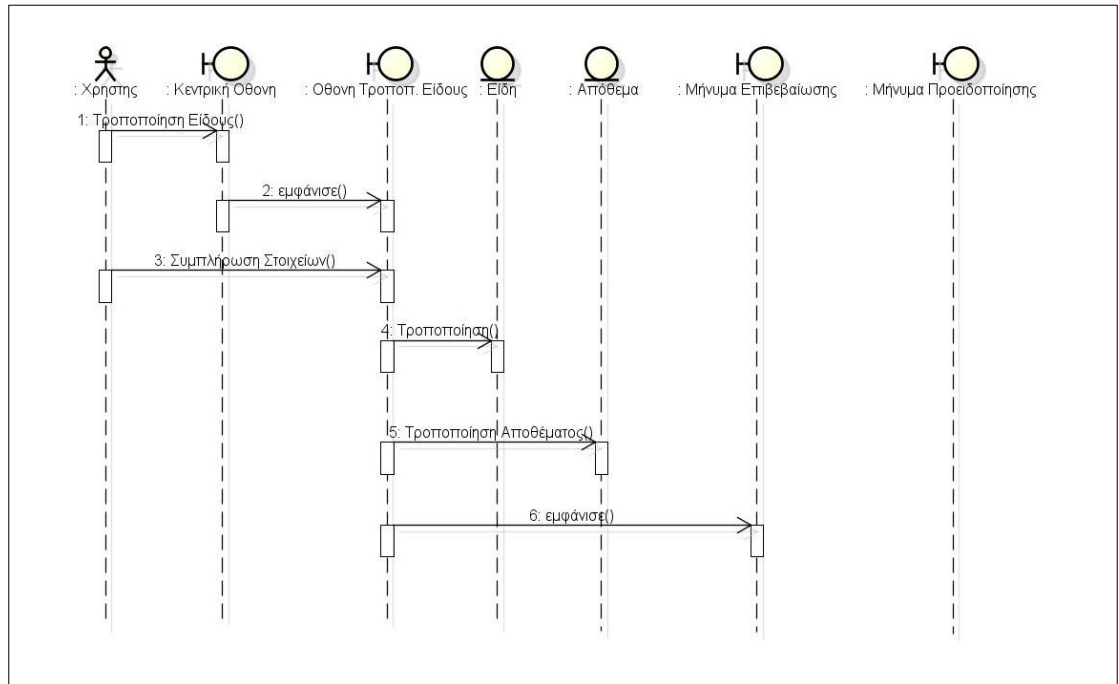 : Χρήστης
: Κεντρική Οθονη
: Οθονη Τροποπ. Είδους
: Είδη
: Απόθεμα
: Μήνυμα Επιβεβαίωσης
: Μήνυμα Προειδοποίησης
1: Τροποποίηση Είδους()
2: εμφάνισε()
3: Συμπλήρωση Στοιχείων()
4: Τροποποίηση()
5: Τροποποίηση Αποθέματος()
6: εμφάνισε()